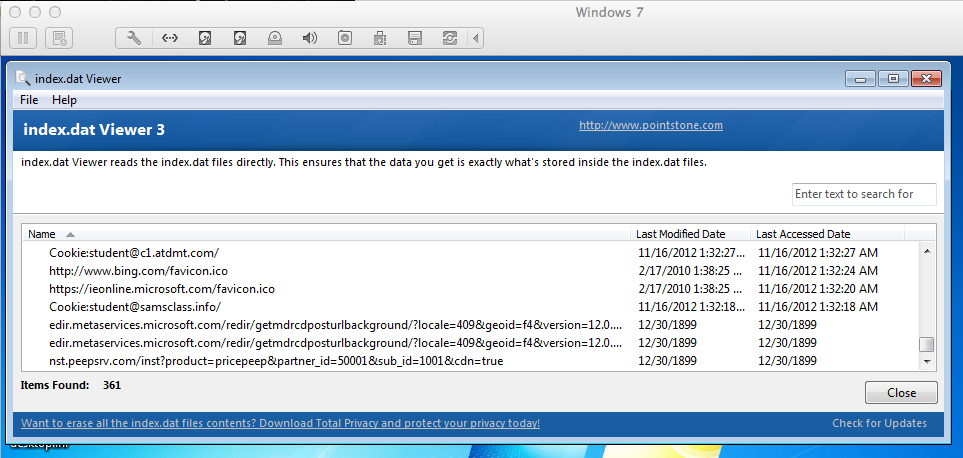 Windows 7
index.dat Viewer
File Help
index.dat Viewer 3
http://www.pointstone.com
index.dat Viewer reads the index.dat files directly. This ensures that the data you get is exactly what's stored inside the index.dat files.
Enter text to search for
Name Last Modified Date Last Accessed Date
Cookie:student@c1.atdmt.com/ 11/16/2012 1:32:27... 11/16/2012 1:32:27 AM
http://www.bing.com/favicon.ico 2/17/2010 1:38:25 ... 11/16/2012 1:32:24 AM
https://ieonline.microsoft.com/favicon.ico 2/17/2010 1:38:25 ... 11/16/2012 1:32:20 AM
Cookie:student@samsclass.info/ 11/16/2012 1:32:18... 11/16/2012 1:32:18 AM
edir.metaservices.microsoft.com/redir/getmdrcdposturlbackground/?locale=409&geoid=f4&version=12.0.... 12/30/1899 12/30/1899
edir.metaservices.microsoft.com/redir/getmdrcdposturlbackground/?locale=409&geoid=f4&version=12.0.... 12/30/1899 12/30/1899
nst.peepsrv.com/inst?product=pricepeep&partner_id=50001&sub_id=1001&cdn=true 12/30/1899 12/30/1899
Items Found: 361
Close
Want to erase all the index.dat files contents? Download Total Privacy and protect your privacy today! Check for Updates